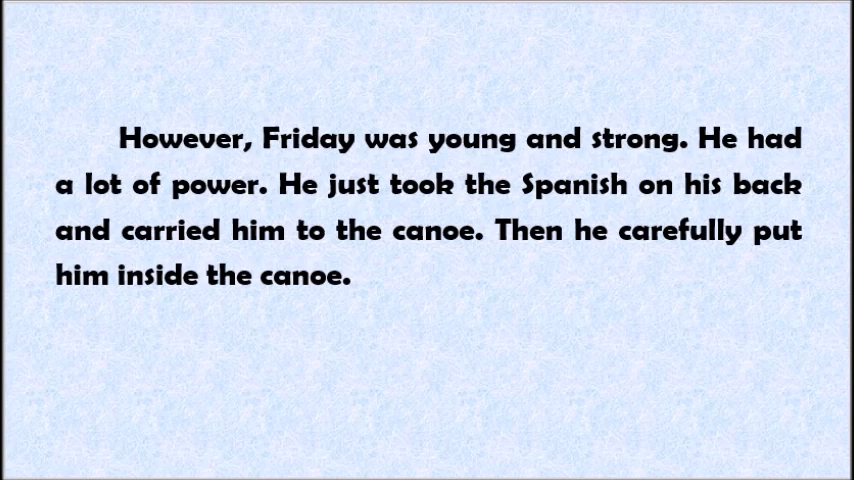 However, Friday was young and strong. He had
a lot of power. He just took the Spanish on his back
and carried him to the canoe. Then he carefully put
him inside the canoe.